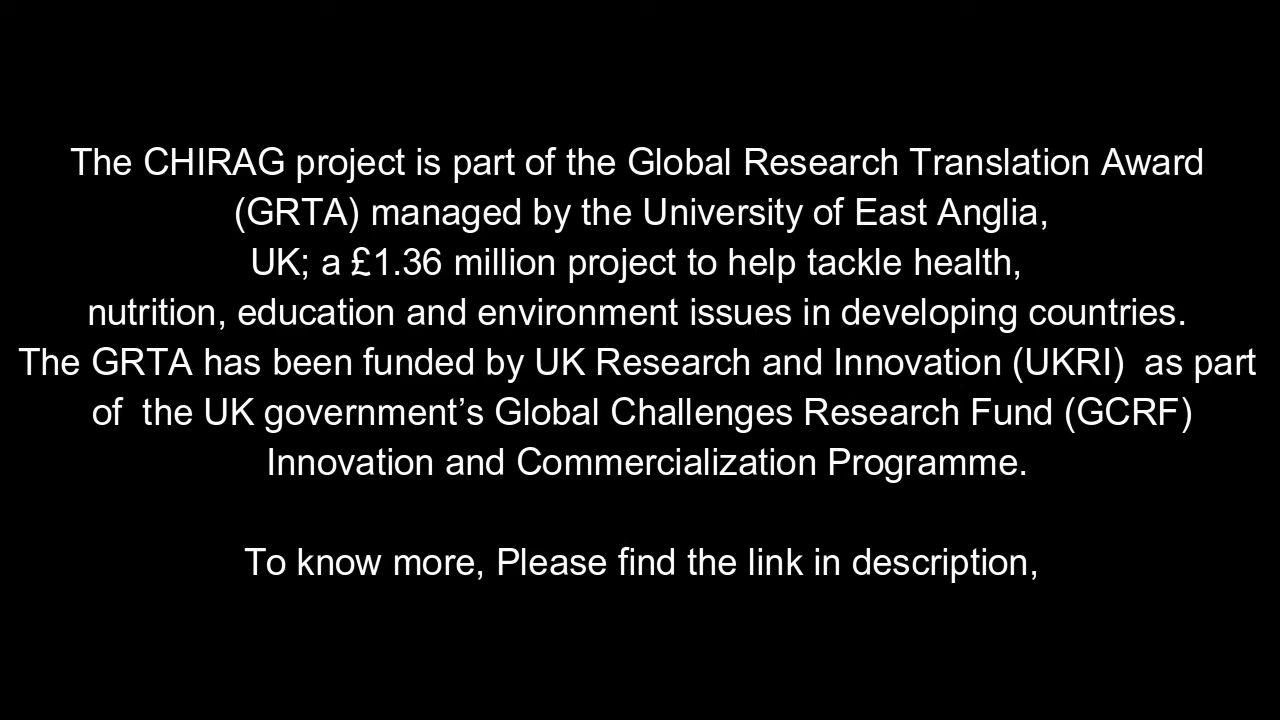 The CHIRAG project is part of the Global Research Translation Award
(GRTA) managed by the University of East Anglia,
UK; a £1.36 million project to help tackle health,
nutrition, education and environment issues in developing countries.
The GRTA has been funded by UK Research and Innovation (UKRI)  as part
of  the UK government’s Global Challenges Research Fund (GCRF)
Innovation and Commercialization Programme.
To know more, Please find the link in description,